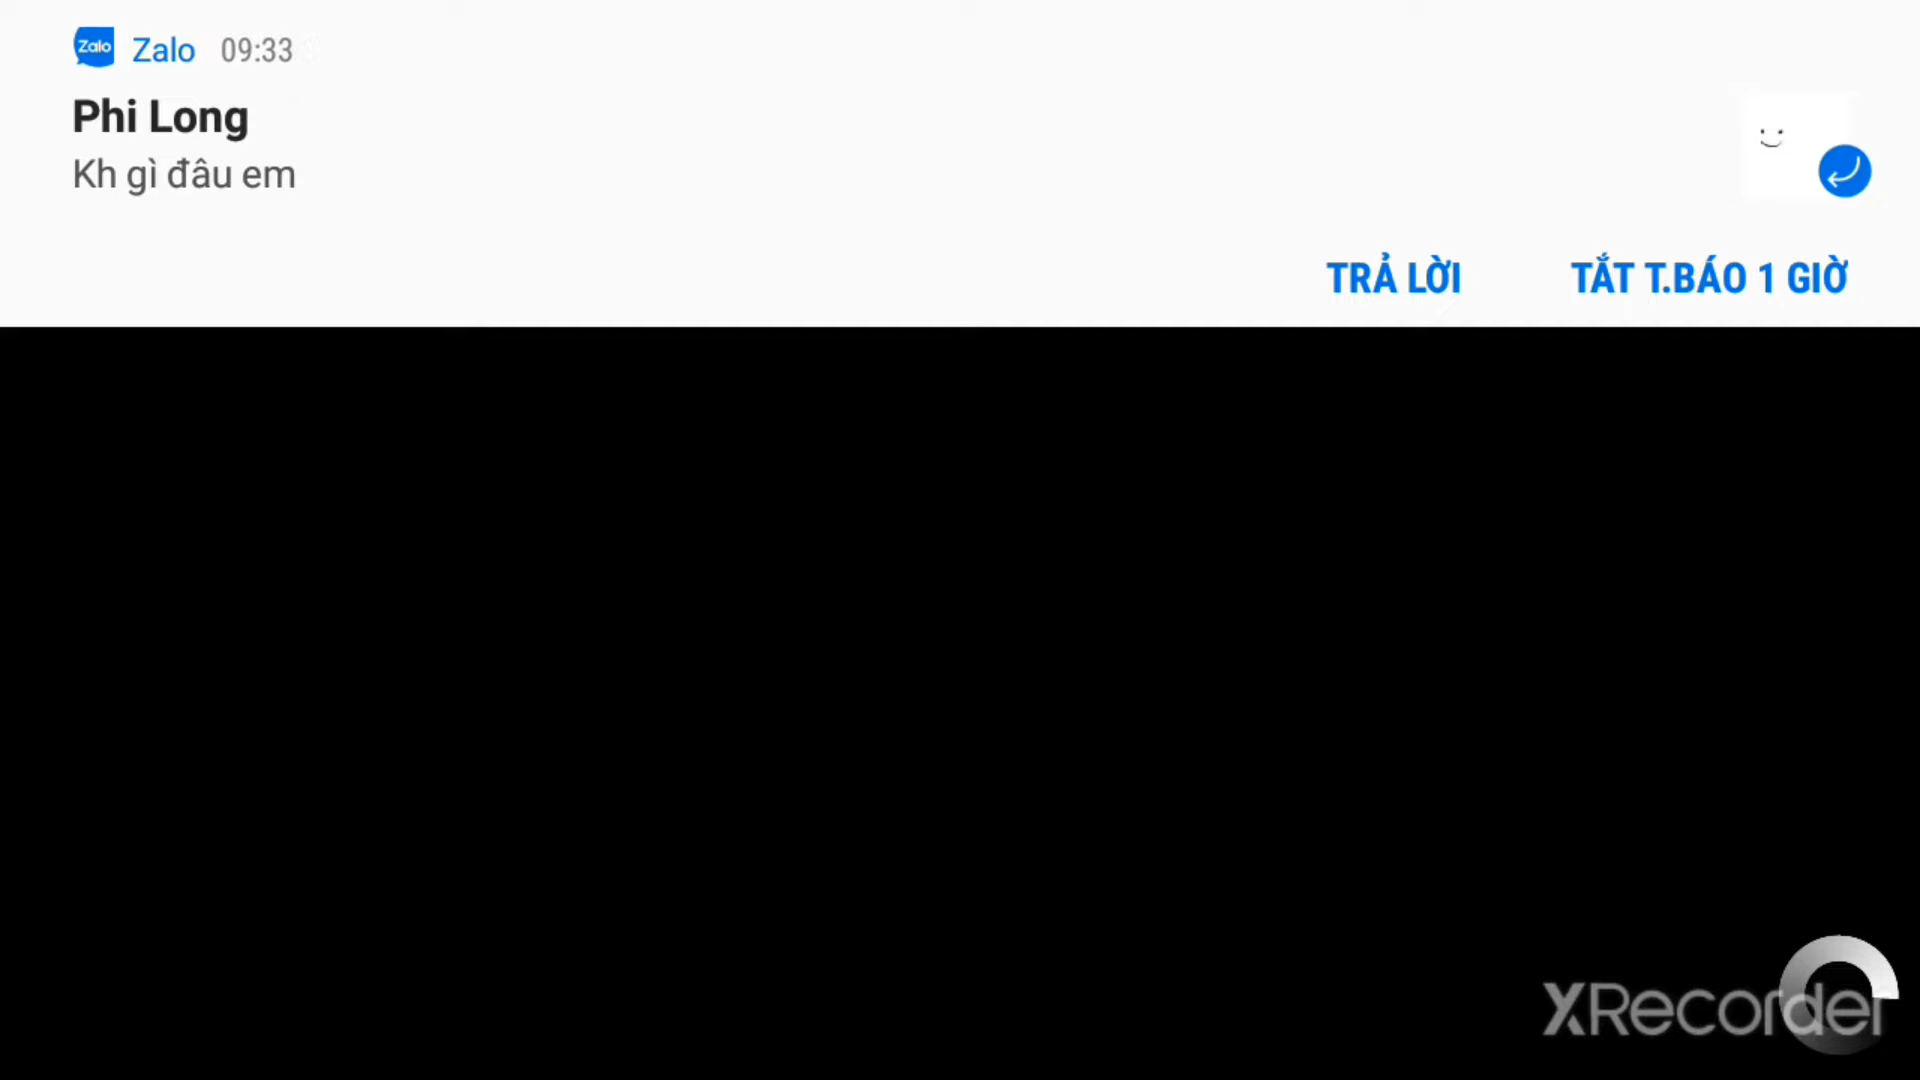 Zalo Zalo 09:33
Phi Long
Kh gì đâu em
TRẢ LỜI TẮT T.BÁO 1 GIỜ
XRecorder